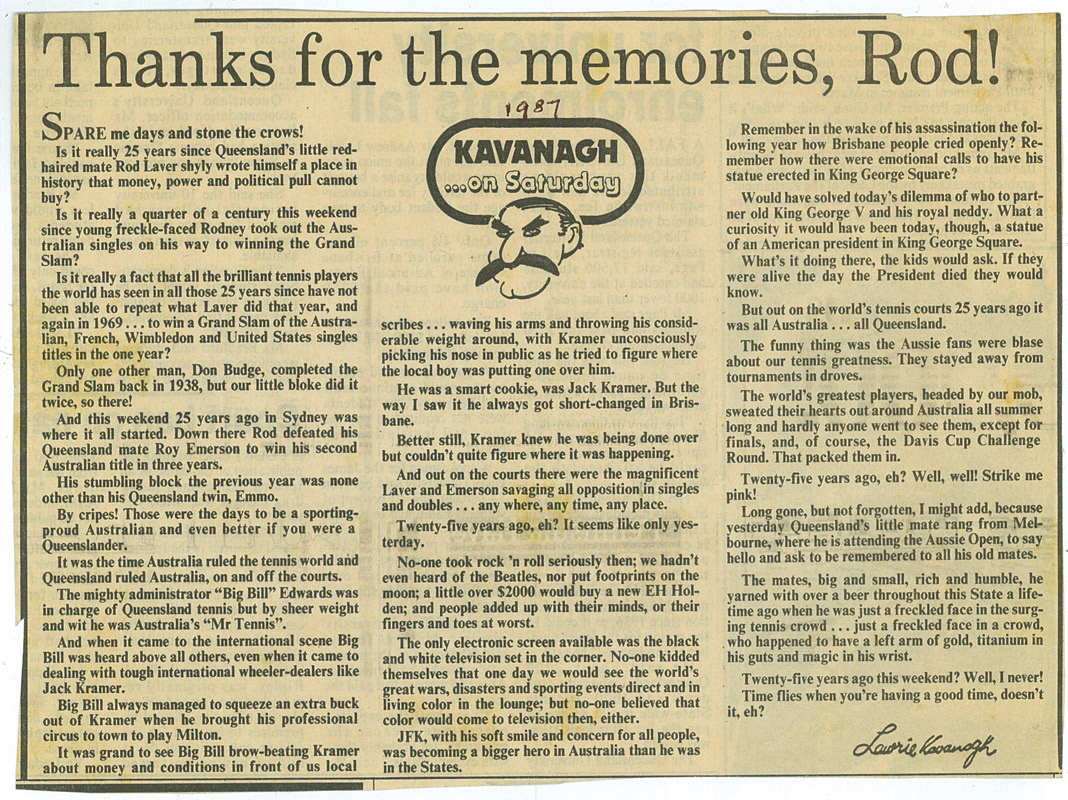 Thanks for the memories, Rod!
1987
KAVANAGH
...on Saturday
SPARE me days and stone the crows!
Is it really 25 years since Queensland's little red-
haired mate Rod Laver shyly wrote himself a place in
history that money, power and political pull cannot
buy?
Is it really a quarter of a century this weekend
since young freckle-faced Rodney took out the Aus-
tralian singles on his way to winning the Grand
Slam?
Is it really a fact that all the brilliant tennis players
the world has seen in all those 25 years since have not
been able to repeat what Laver did that year, and
again in 1969 . . . to win a Grand Slam of the Austra-
lian, French, Wimbledon and United States singles
titles in the one year?
Only one other man, Don Budge, completed the
Grand Slam back in 1938, but our little bloke did it
twice, so there!
And this weekend 25 years ago in Sydney was
where it all started. Down there Rod defeated his
Queensland mate Roy Emerson to win his second
Australian title in three years.
His stumbling block the previous year was none
other than his Queensland twin, Emmo.
By cripes! Those were the days to be a sporting-
proud Australian and even better if you were a
Queenslander.
It was the time Australia ruled the tennis world and
Queensland ruled Australia, on and off the courts.
The mighty administrator "Big Bill" Edwards was
in charge of Queensland tennis but by sheer weight
and wit he was Australia's "Mr Tennis".
And when it came to the international scene Big
Bill was heard above all others, even when it came to
dealing with tough international wheeler-dealers like
Jack Kramer.
Big Bill always managed to squeeze an extra buck
out of Kramer when he brought his professional
circus to town to play Milton.
It was grand to see Big Bill brow-beating Kramer
about money and conditions in front of us local
scribes . . . waving his arms and throwing his consid-
erable weight around, with Kramer unconsciously
picking his nose in public as he tried to figure where
the local boy was putting one over him.
He was a smart cookie, was Jack Kramer. But the
way I saw it he always got short-changed in Bris-
bane.
Better still, Kramer knew he was being done over
but couldn't quite figure where it was happening.
And out on the courts there were the magnificent
Laver and Emerson savaging all opposition in singles
and doubles . . . any where, any time, any place.
Twenty-five years ago, eh? It seems like only yes-
terday.
No-one took rock 'n roll seriously then; we hadn't
even heard of the Beatles, nor put footprints on the
moon; a little over $2000 would buy a new EH Hol-
den; and people added up with their minds, or their
fingers and toes at worst.
The only electronic screen available was the black
and white television set in the corner. No-one kidded
themselves that one day we would see the world's
great wars, disasters and sporting events direct and in
living color in the lounge; but no-one believed that
color would come to television then, either.
JFK, with his soft smile and concern for all people,
was becoming a bigger hero in Australia than he was
in the States.
Remember in the wake of his assassination the fol-
lowing year how Brisbane people cried openly? Re-
member how there were emotional calls to have his
statue erected in King George Square?
Would have solved today's dilemma of who to part-
ner old King George V and his royal neddy. What a
curiosity it would have been today, though, a statue
of an American president in King George Square.
What's it doing there, the kids would ask. If they
were alive the day the President died they would
know.
But out on the world's tennis courts 25 years ago it
was all Australia . . . all Queensland.
The funny thing was the Aussie fans were blase
about our tennis greatness. They stayed away from
tournaments in droves.
The world's greatest players, headed by our mob,
sweated their hearts out around Australia all summer
long and hardly anyone went to see them, except for
finals, and, of course, the Davis Cup Challenge
Round. That packed them in.
Twenty-five years ago, eh? Well, well! Strike me
pink!
Long gone, but not forgotten, I might add, because
yesterday Queensland's little mate rang from Mel-
bourne, where he is attending the Aussie Open, to say
hello and ask to be remembered to all his old mates.
The mates, big and small, rich and humble, he
yarned with over a beer throughout this State a life-
time ago when he was just a freckled face in the surg-
ing tennis crowd . . . just a freckled face in a crowd,
who happened to have a left arm of gold, titanium in
his guts and magic in his wrist.
Twenty-five years ago this weekend? Well, I never!
Time flies when you're having a good time, doesn't
it, eh?
Lawrie Kavanagh